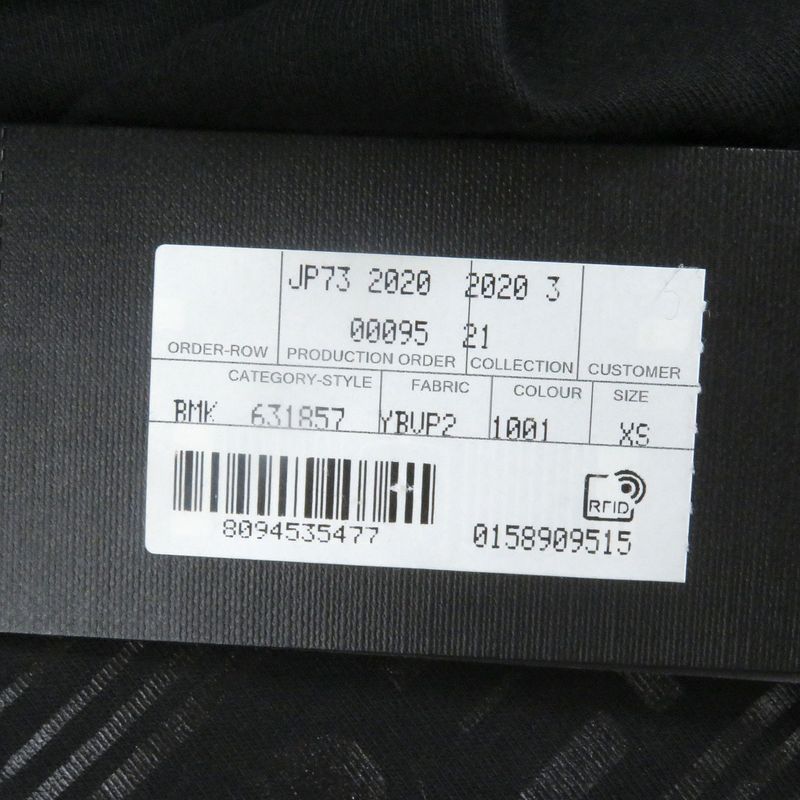 JP73 2020 2020 3
00095 21
ORDER-ROW PRODUCTION ORDER COLLECTION CUSTOMER
CATEGORY-STYLE FABRIC COLOUR SIZE
BMK 631857 YBVP2 1001 XS
RFID
8094535477 0158909515